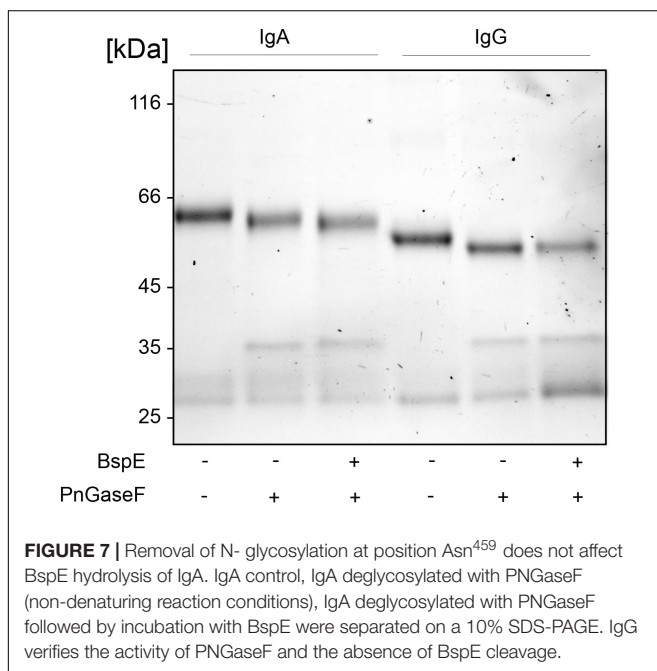 IgA IgG
[kDa]
116
66
45
35
25
BspE - - + - - +
PnGaseF - + + - + +
FIGURE 7 | Removal of N- glycosylation at position Asn459 does not affect
BspE hydrolysis of IgA. IgA control, IgA deglycosylated with PNGaseF
(non-denaturing reaction conditions), IgA deglycosylated with PNGaseF
followed by incubation with BspE were separated on a 10% SDS-PAGE. IgG
verifies the activity of PNGaseF and the absence of BspE cleavage.